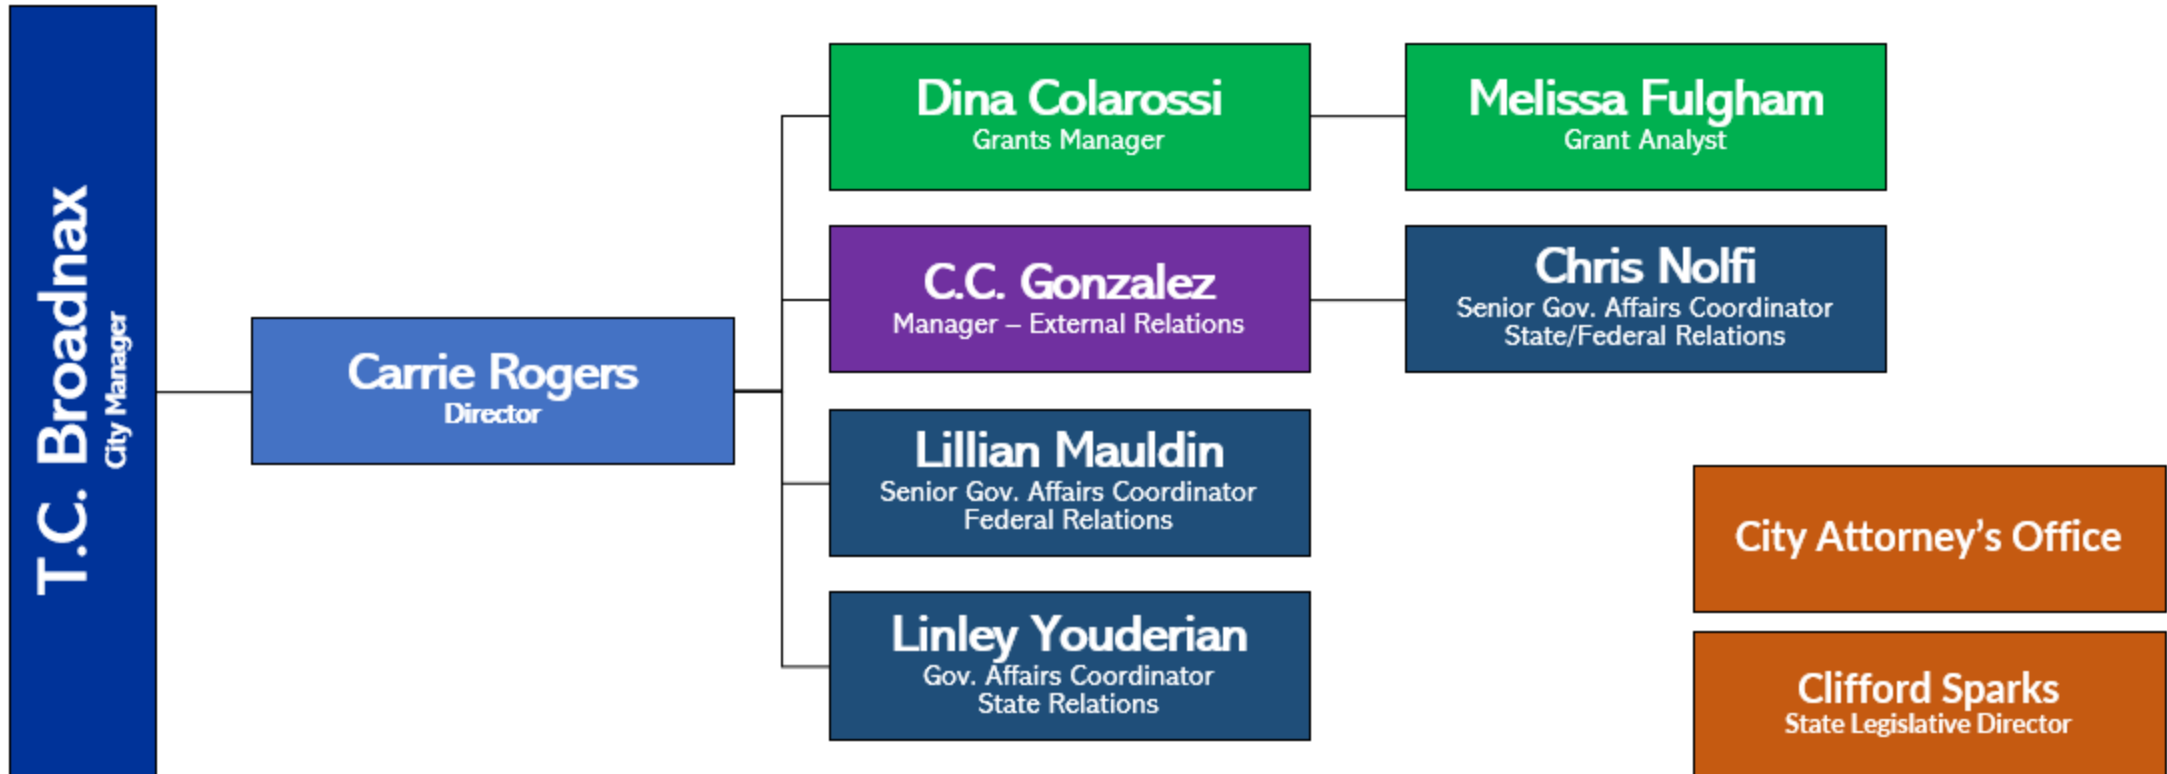 T.C. Broadnax
City Manager
Carrie Rogers
Director
Dina Colarossi
Grants Manager
Melissa Fulgham
Grant Analyst
C.C. Gonzalez
Manager – External Relations
Chris Nolfi
Senior Gov. Affairs Coordinator
State/Federal Relations
Lillian Mauldin
Senior Gov. Affairs Coordinator
Federal Relations
Linley Youderian
Gov. Affairs Coordinator
State Relations
City Attorney’s Office
Clifford Sparks
State Legislative Director